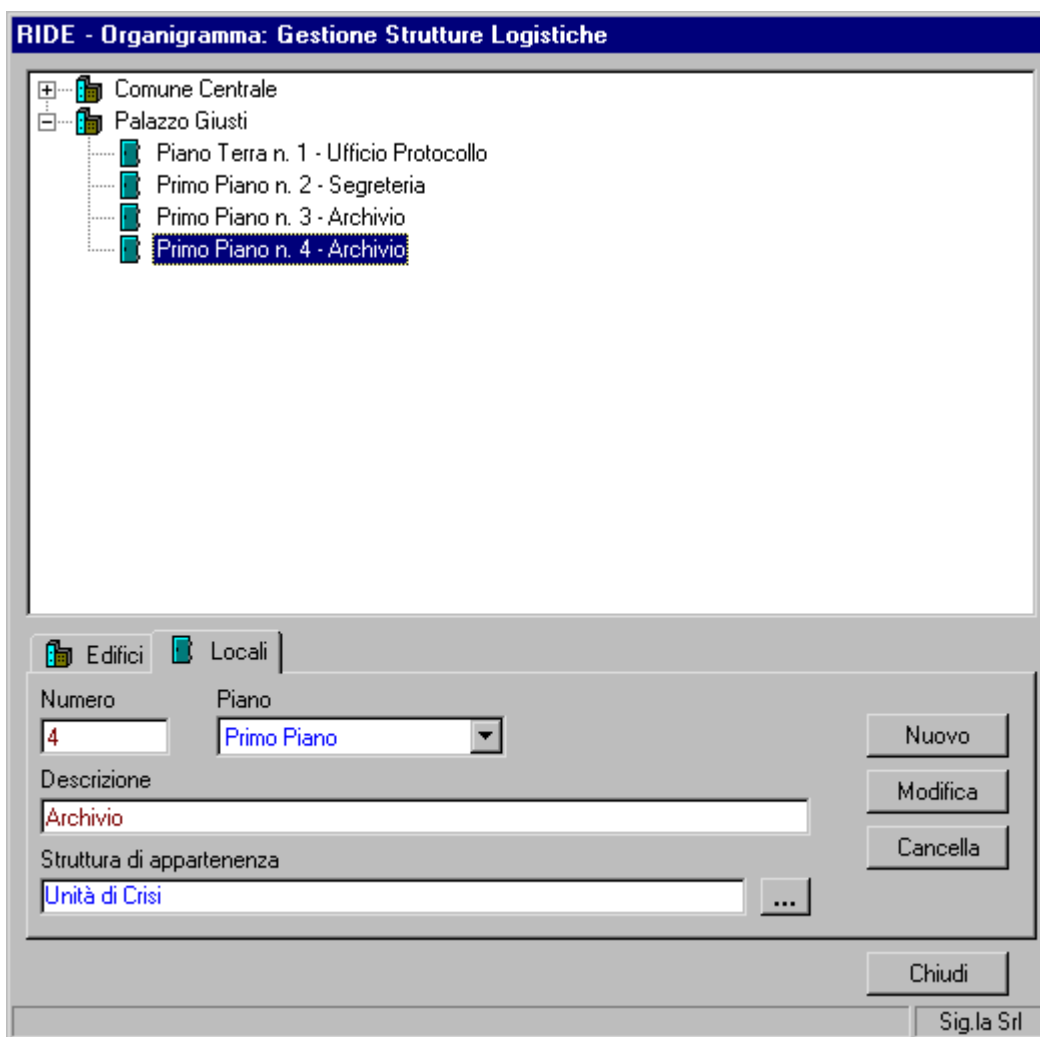 RIDE - Organigramma: Gestione Strutture Logistiche
Comune Centrale
Palazzo Giusti
Piano Terra n. 1 - Ufficio Protocollo
Primo Piano n. 2 - Segreteria
Primo Piano n. 3 - Archivio
Primo Piano n. 4 - Archivio
Edifici Locali
Numero Piano
4 Primo Piano Nuovo
Descrizione Modifica
Archivio
Cancella
Struttura di appartenenza
Unità di Crisi ...
Chiudi
Sig.la Srl